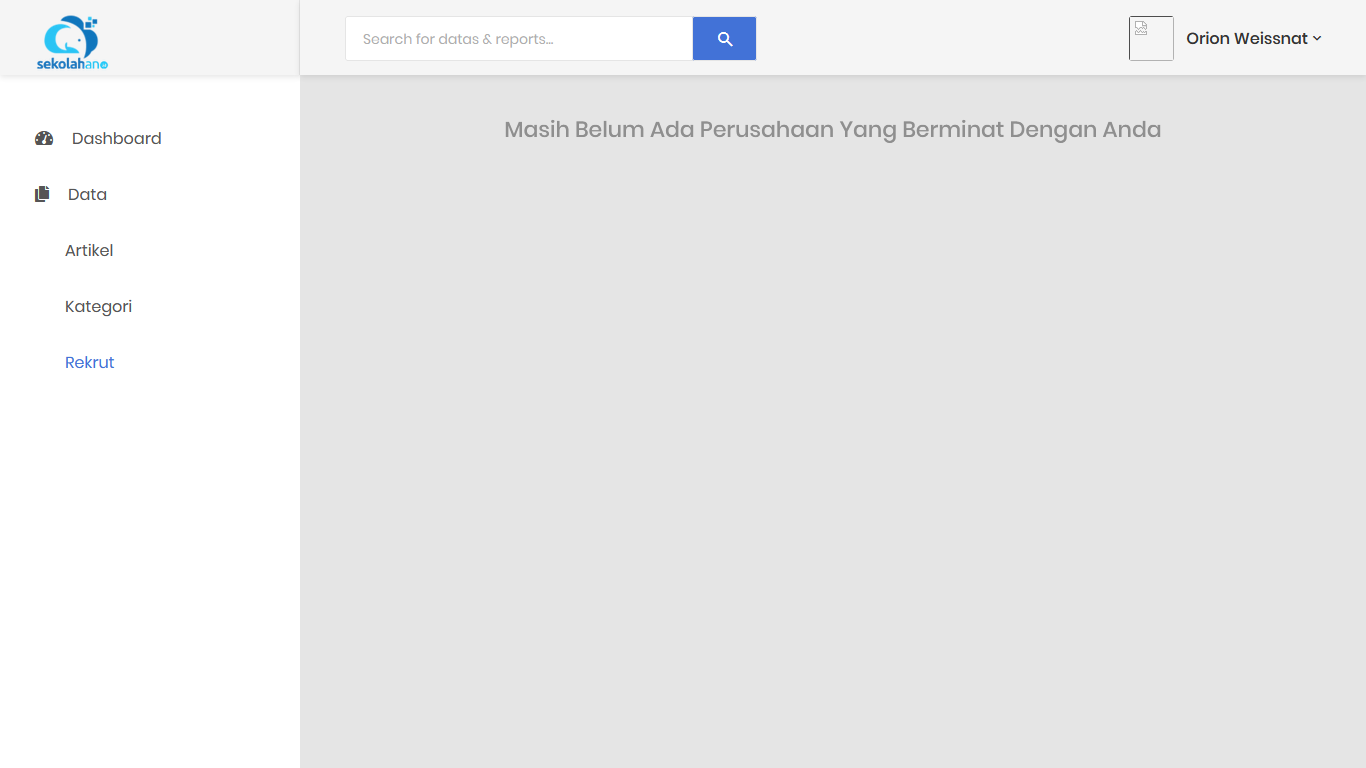 sekolahano
Search for datas & reports...
Orion Weissnat
Dashboard
Data
Artikel
Kategori
Rekrut
Masih Belum Ada Perusahaan Yang Berminat Dengan Anda